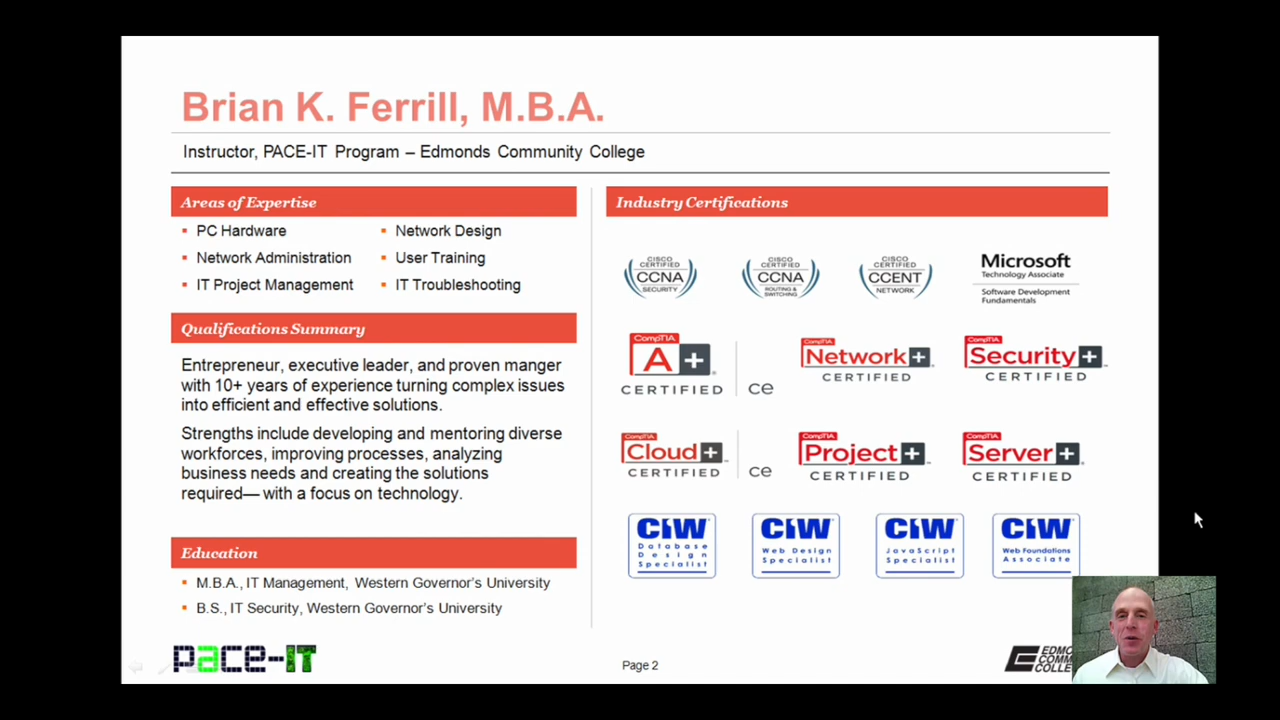 Brian K. Ferrill, M.B.A.
Instructor, PACE-IT Program – Edmonds Community College
Areas of Expertise
PC Hardware
Network Administration
IT Project Management
Network Design
User Training
IT Troubleshooting
Qualifications Summary
Entrepreneur, executive leader, and proven manger
with 10+ years of experience turning complex issues
into efficient and effective solutions.
Strengths include developing and mentoring diverse
workforces, improving processes, analyzing
business needs and creating the solutions
required— with a focus on technology.
Education
M.B.A., IT Management, Western Governor's University
B.S., IT Security, Western Governor's University
Industry Certifications
CISCO
CERTIFIED
CCNA
SECURITY
CISCO
CERTIFIED
CCNA
ROUTING &
SWITCHING
CISCO
CERTIFIED
CCENT
NETWORK
Microsoft
Technology Associate
Software Development
Fundamentals
CompTIA
A+
CERTIFIED
ce
CompTIA
Network+
CERTIFIED
CompTIA
Security+
CERTIFIED
CompTIA
Cloud+
CERTIFIED
ce
CompTIA
Project+
CERTIFIED
CompTIA
Server+
CERTIFIED
CIW
Database
Design
Specialist
CIW
Web Design
Specialist
CIW
JavaScript
Specialist
CIW
Web Foundations
Associate
pace-IT
Page 2
EDMO
COMM
COLLEG